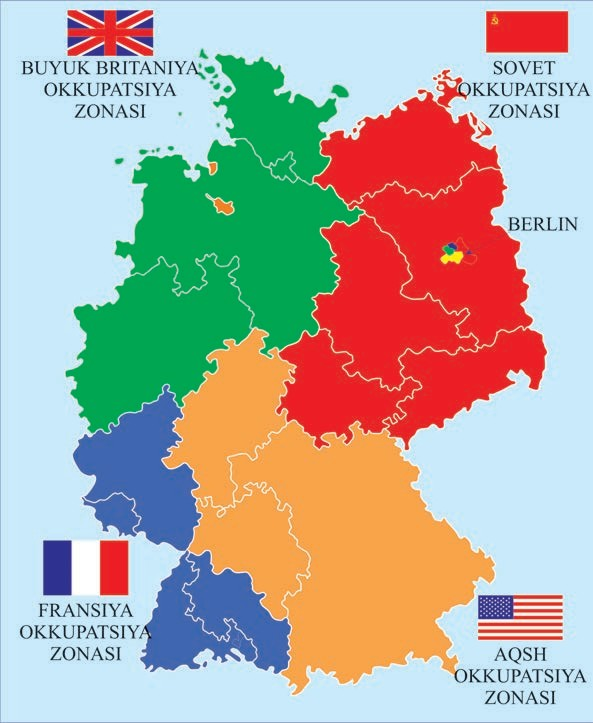 BUYUK BRITANIYA
OKKUPATSIYA
ZONASI
SOVET
OKKUPATSIYA
ZONASI
BERLIN
FRANSIYA
OKKUPATSIYA
ZONASI
AQSH
OKKUPATSIYA
ZONASI